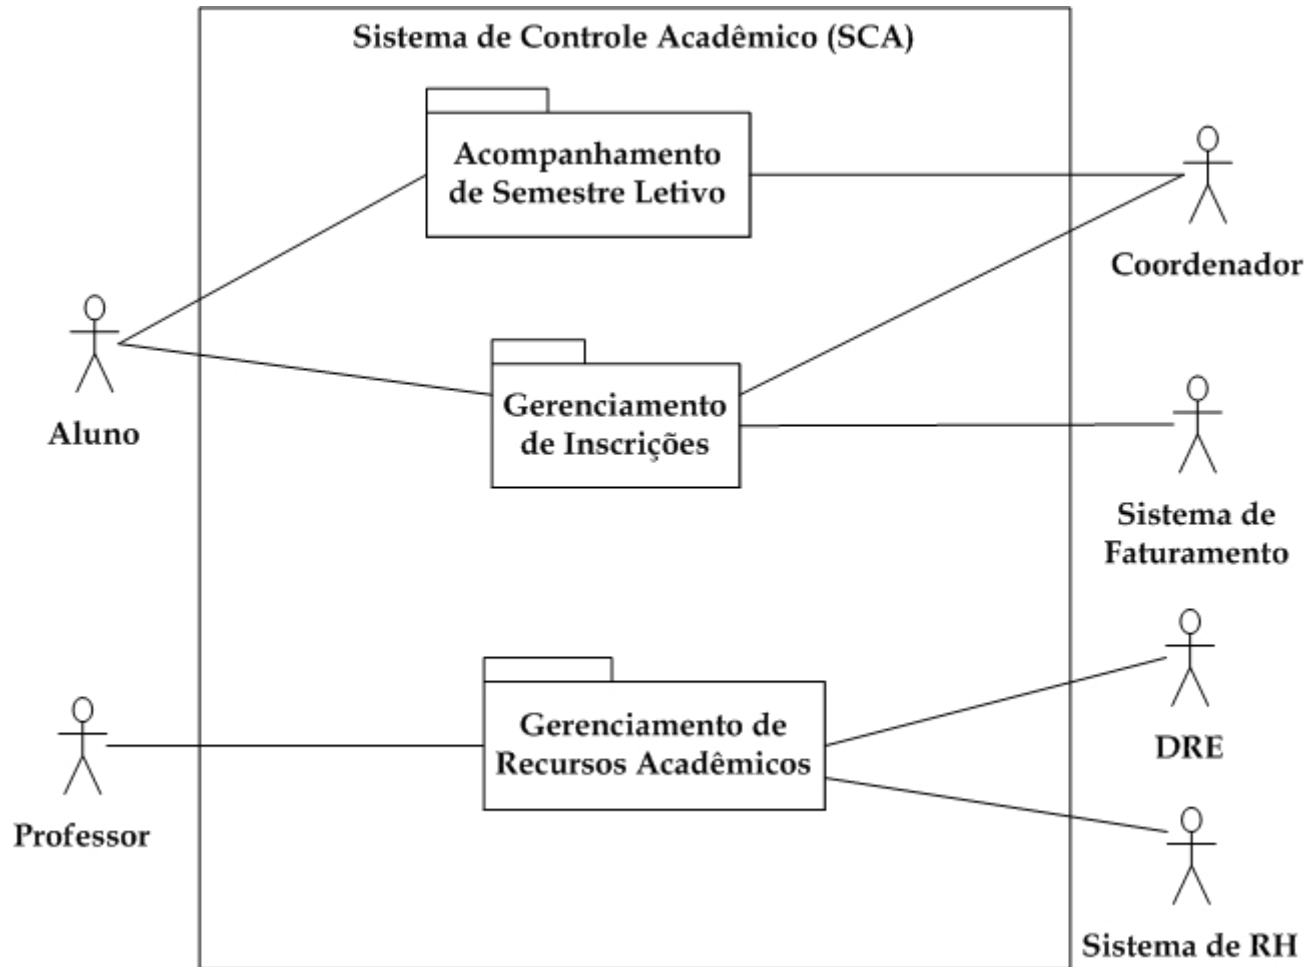 Sistema de Controle Acadêmico (SCA)
Acompanhamento
de Semestre Letivo
Coordenador
Aluno
Gerenciamento
de Inscrições
Sistema de
Faturamento
Professor
Gerenciamento de
Recursos Acadêmicos
DRE
Sistema de RH